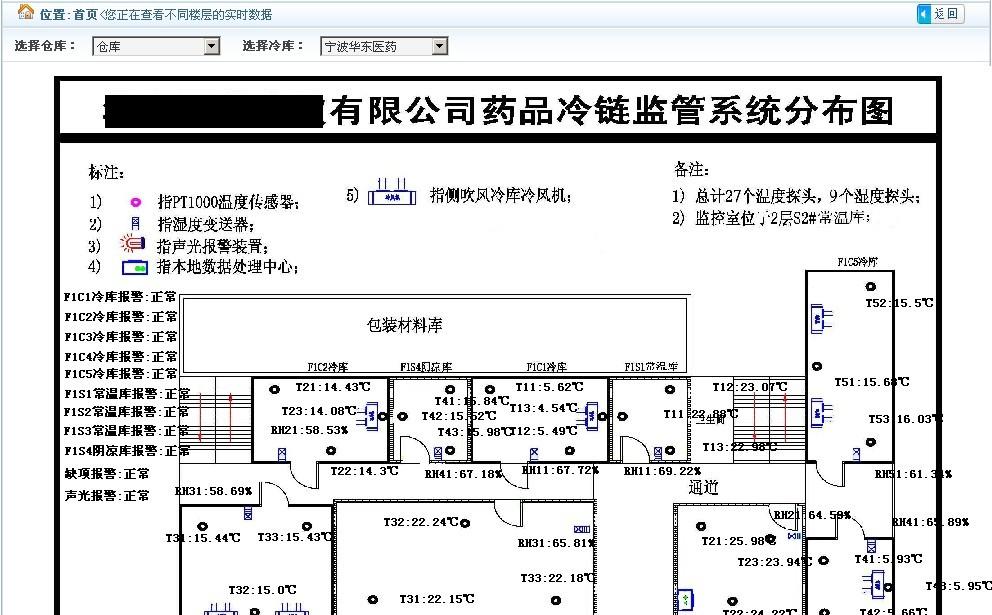 位置：首页<您正在查看不同楼层的实时数据
返回
选择仓库： 仓库 选择冷库： 宁波华东医药
有限公司药品冷链监管系统分布图
标注:
1) 指PT1000温度传感器;
2) 指湿度变送器;
3) 指声光报警装置;
4) 指本地数据处理中心;
5) 冷风机 指侧吹风冷库冷风机;
备注:
1) 总计27个温度探头, 9个湿度探头;
2) 监控室位于2层S2#常温库;
F1C1冷库报警:正常
F1C2冷库报警:正常
F1C3冷库报警:正常
F1C4冷库报警:正常
F1C5冷库报警:正常
F1S1常温库报警:正常
F1S2常温库报警:正常
F1S3常温库报警:正常
F1S4阴凉库报警:正常
缺项报警:正常
声光报警:正常
包装材料库
F1C2冷库
F1S4阴凉库
F1C1冷库
F1S1常温库
F1C5冷库
T21:14.43℃
T23:14.08℃
RH21:58.53%
T22:14.3℃
T41:15.84℃
T42:15.52℃
T43:15.98℃
RH41:67.18%
T11:5.62℃
T13:4.54℃
T12:5.49℃
RH11:67.72%
T12:23.07℃
T11:22.88℃
卫生间
T13:22.98℃
RH11:69.22%
T52:15.5℃
T51:15.68℃
T53:16.03℃
RH51:61.34%
通道
RH31:58.69%
T31:15.44℃
T33:15.43℃
T32:15.0℃
T32:22.24℃
RH31:65.81%
T33:22.18℃
T31:22.15℃
RH21:64.59%
T21:25.98℃
T23:23.94℃
T22:24.22℃
RH41:65.89%
T41:5.93℃
T43:5.95℃
T42:5.66℃